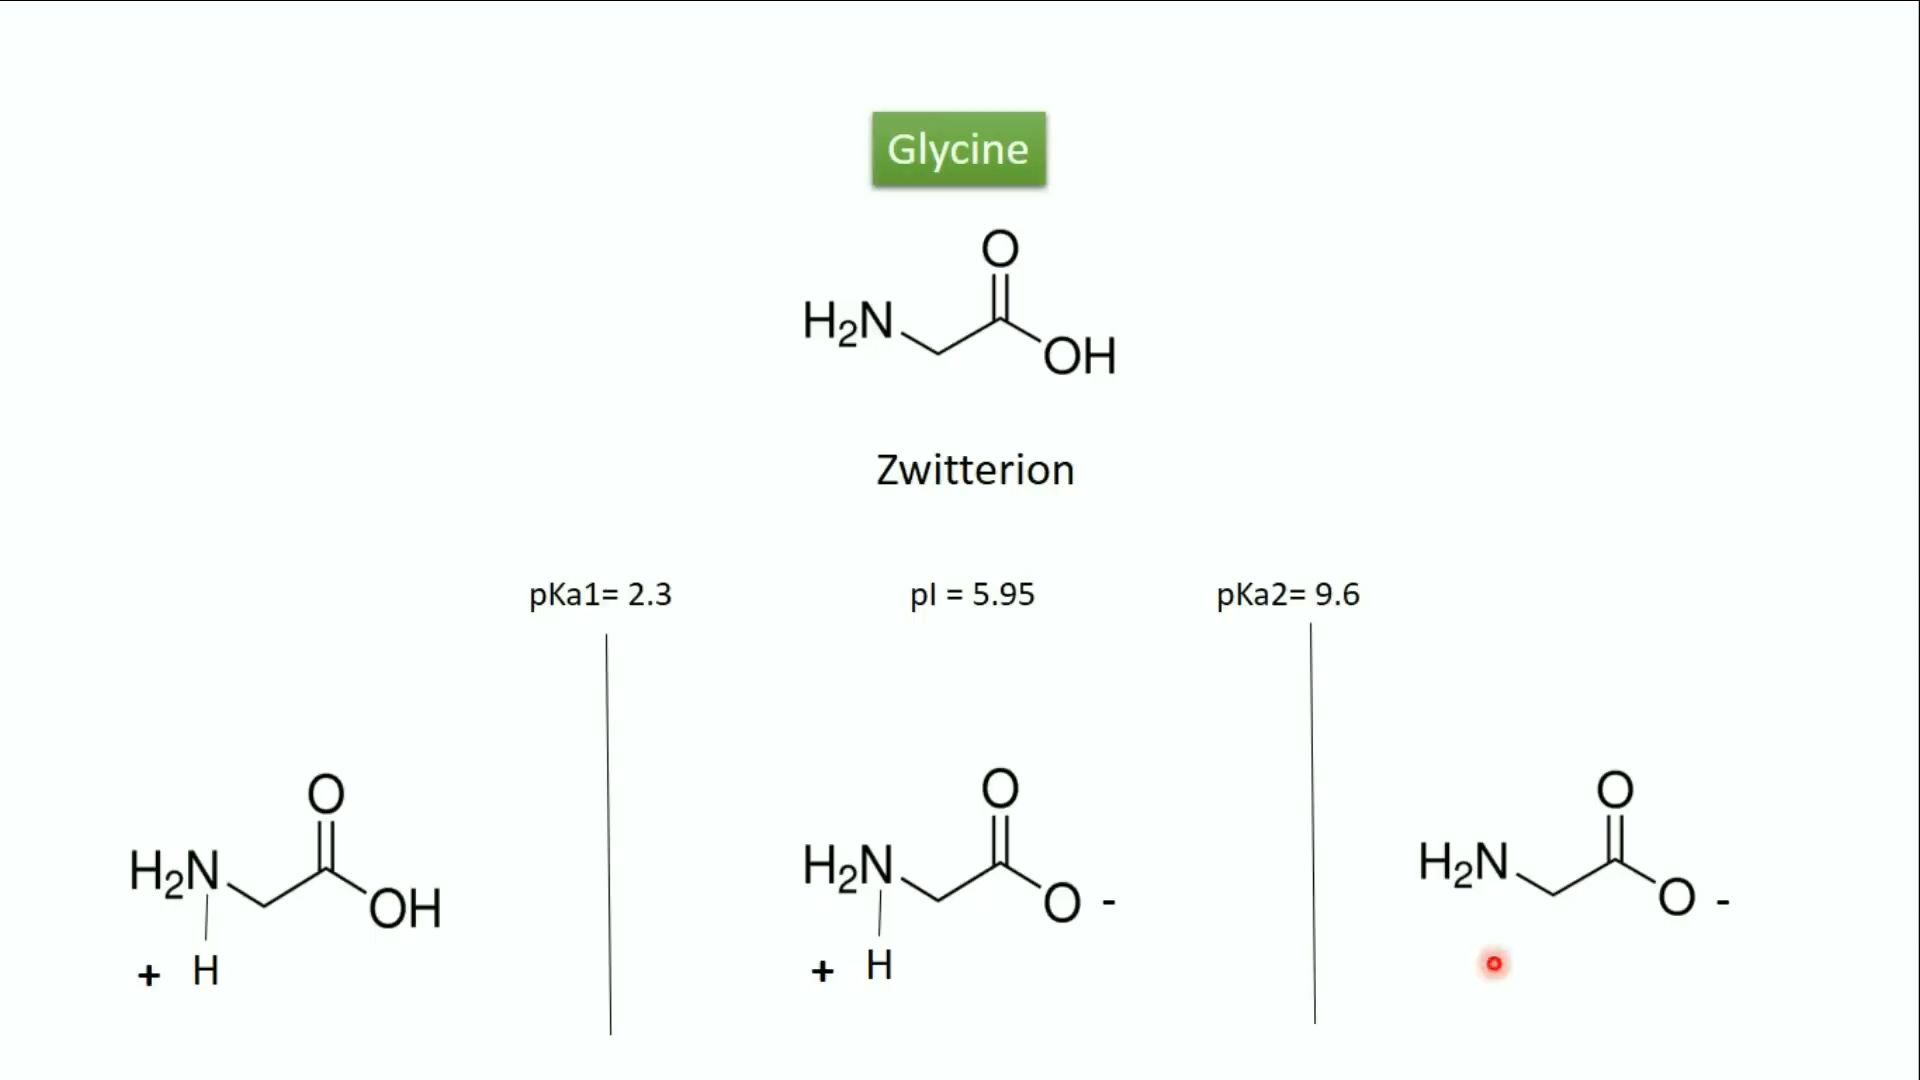 Glycine
O
H₂N
OH
Zwitterion
pKa1= 2.3 pI = 5.95 pKa2= 9.6
O O O
H₂N H₂N H₂N
OH O - O -
+ H + H